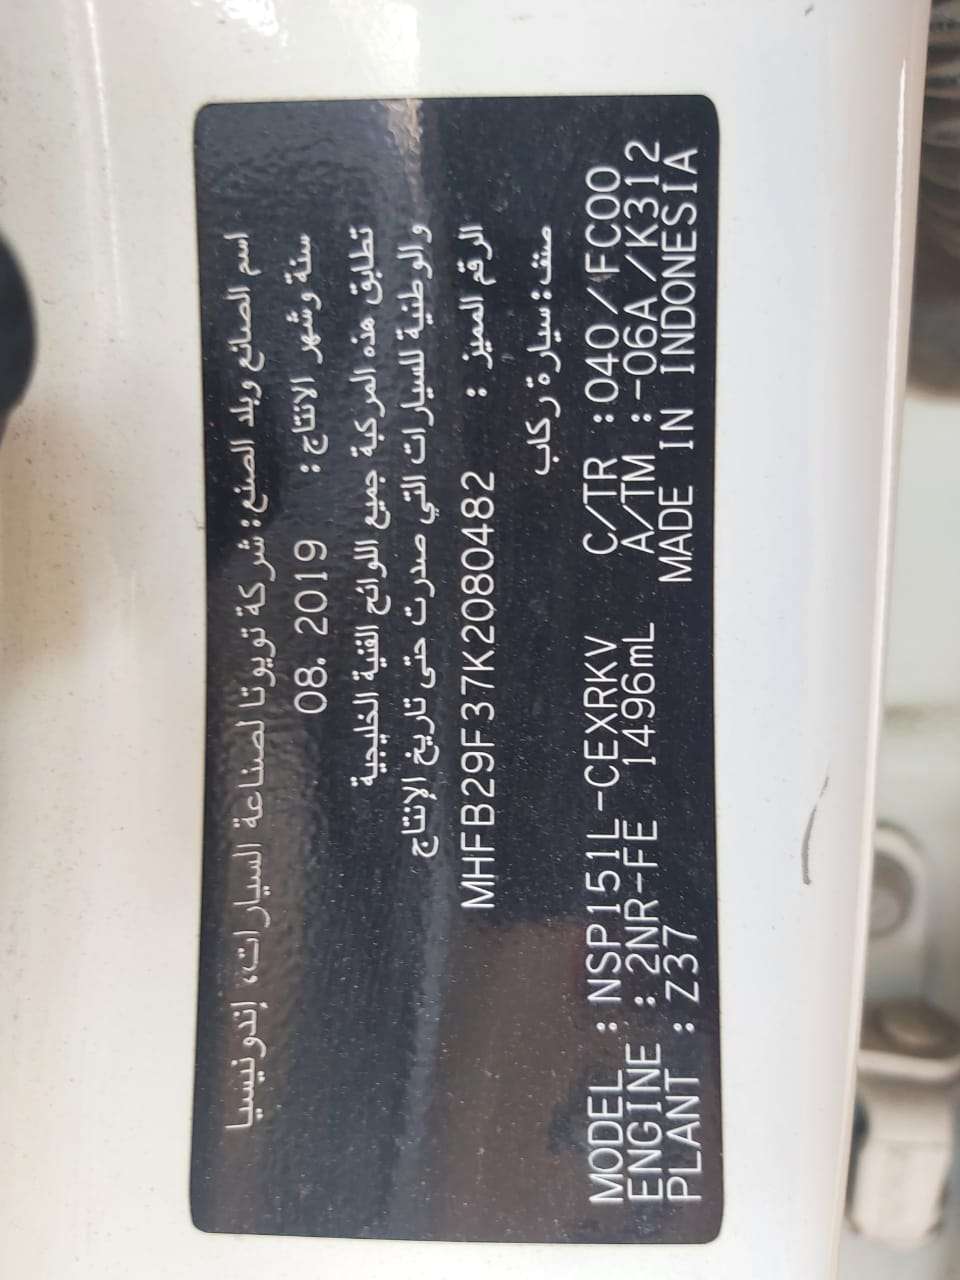 اسم الصانع وبلد الصنع: شركة تويوتا لصناعة السيارات، إندونيسيا
سنة وشهر الانتاج: 08. 2019
تطابق هذه المركبة جميع اللوائح الفنية الخليجية
والوطنية للسيارات التي صدرت حتى تاريخ الإنتاج
الرقم المميز : MHFB29F37K2080482
صنف: سيارة ركاب
MODEL : NSP151L-CEXRKV C/TR : 040/FC00
ENGINE : 2NR-FE 1496mL A/TM : -06A/K312
PLANT : Z37 MADE IN INDONESIA